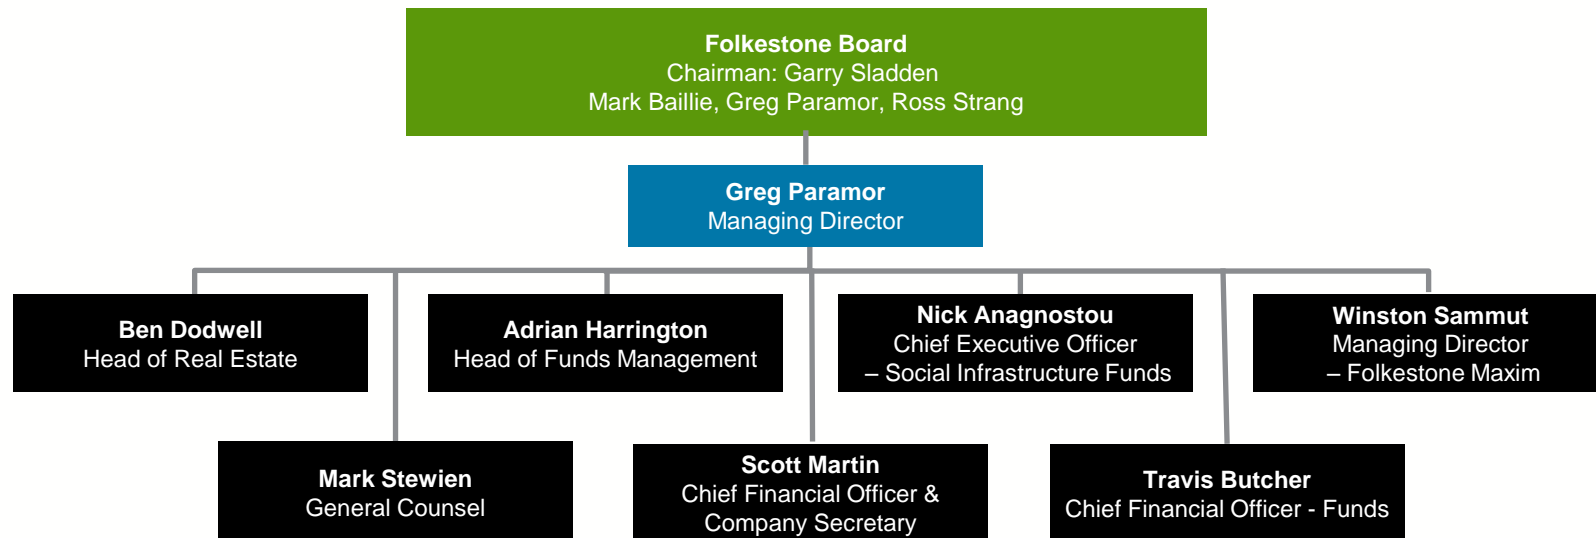 Folkestone Board
Chairman: Garry Sladden
Mark Baillie, Greg Paramor, Ross Strang
Greg Paramor
Managing Director
Ben Dodwell
Head of Real Estate
Adrian Harrington
Head of Funds Management
Nick Anagnostou
Chief Executive Officer
– Social Infrastructure Funds
Winston Sammut
Managing Director
– Folkestone Maxim
Mark Stewien
General Counsel
Scott Martin
Chief Financial Officer &
Company Secretary
Travis Butcher
Chief Financial Officer - Funds